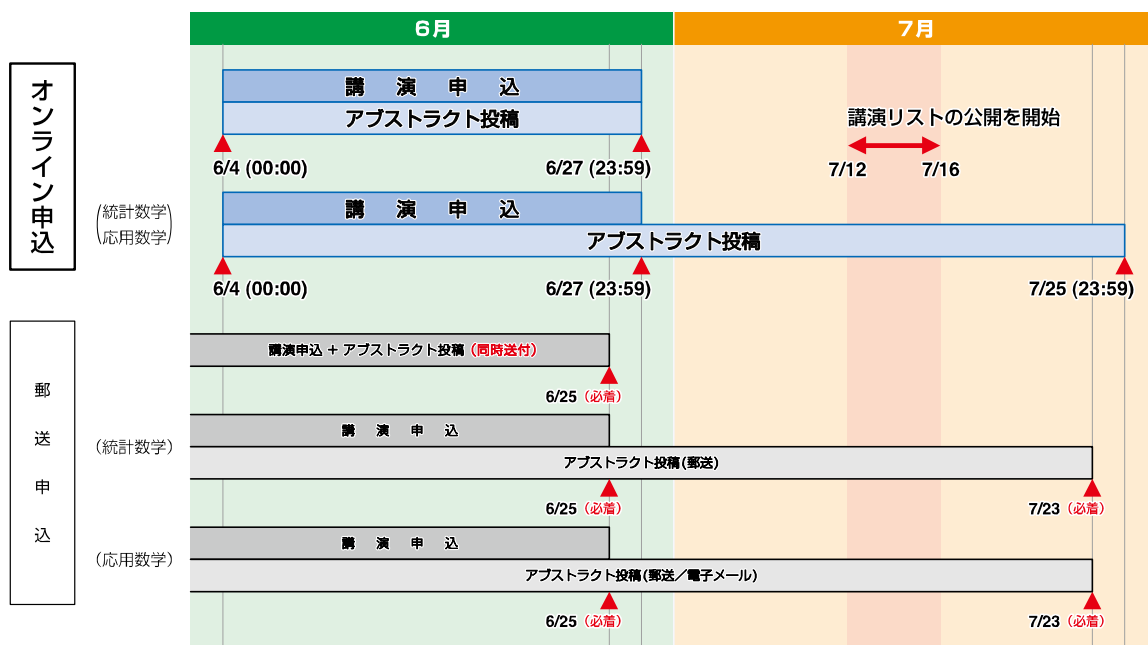 6月
7月
オンライン申込
講演申込
アブストラクト投稿
6/4 (00:00)
6/27 (23:59)
講演リストの公開を開始
7/12
7/16
(統計数学)
(応用数学)
講演申込
アブストラクト投稿
6/4 (00:00)
6/27 (23:59)
7/25 (23:59)
郵送申込
講演申込 + アブストラクト投稿 (同時送付)
6/25 (必着)
(統計数学)
講演申込
アブストラクト投稿(郵送)
6/25 (必着)
7/23 (必着)
(応用数学)
講演申込
アブストラクト投稿(郵送／電子メール)
6/25 (必着)
7/23 (必着)